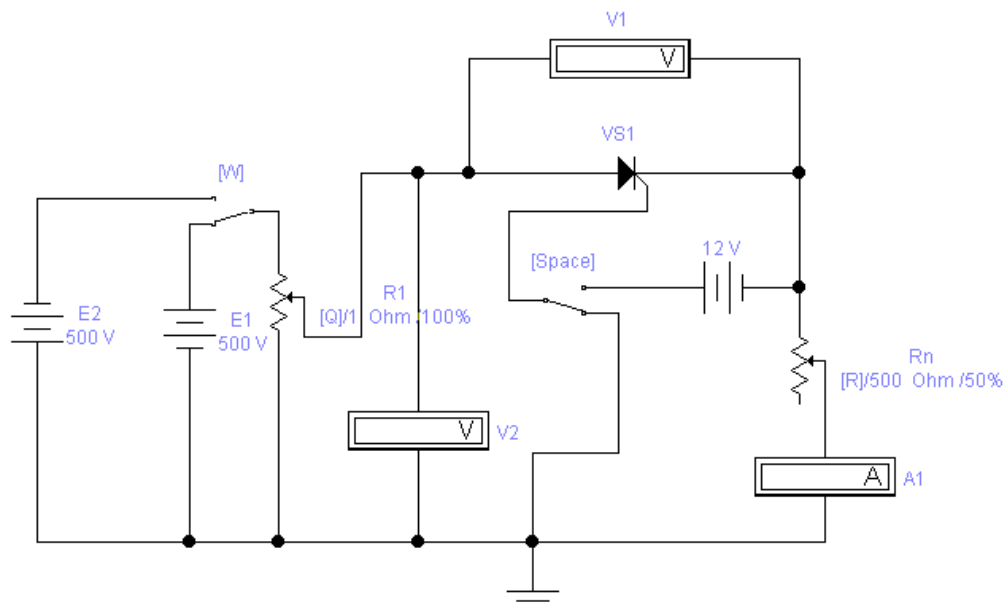 V1
V
VS1
[W]
[Space]
12 V
E2
500 V
E1
500 V
R1
[Q]/1 Ohm /100%
Rn
[R]/500 Ohm /50%
V
V2
A
A1